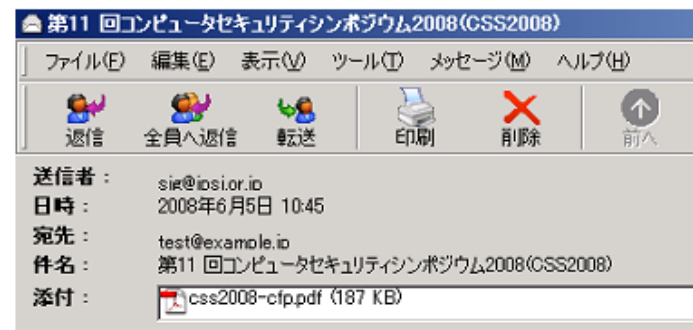 第11 回コンピュータセキュリティシンポジウム2008(CSS2008)
ファイル(F) 編集(E) 表示(V) ツール(T) メッセージ(M) ヘルプ(H)
返信 全員へ返信 転送 印刷 削除 前へ
送信者： sig@ipsj.or.jp
日時： 2008年6月5日 10:45
宛先： test@example.jp
件名： 第11 回コンピュータセキュリティシンポジウム2008(CSS2008)
添付： css2008-cfp.pdf (187 KB)